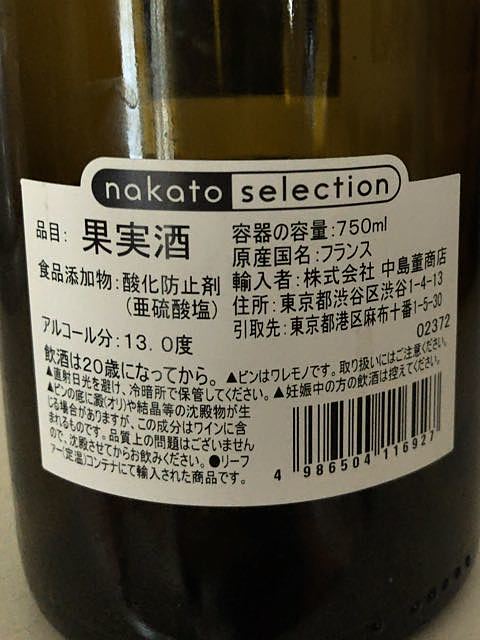 nakato selection
品目: 果実酒
食品添加物:酸化防止剤
(亜硫酸塩)
アルコール分:13.0度
容器の容量:750ml
原産国名:フランス
輸入者:株式会社 中島董商店
住所:東京都渋谷区渋谷1-4-13
引取先:東京都港区麻布十番1-5-30
02372
飲酒は20歳になってから。▲ビンはワレモノです。取り扱いにはご注意ください。
▲直射日光を避け、冷暗所で保管してください。▲妊娠中の方の飲酒は控えてください。
▲ビンの底に澱(オリ)や結晶等の沈殿物が生
じる場合がありますが、この成分はワインに含
まれるものです。品質上の問題はございません
ので、沈殿させてからお飲みください。●リーフ
ァー(定温)コンテナにて輸入された商品です。
4 986504 116927